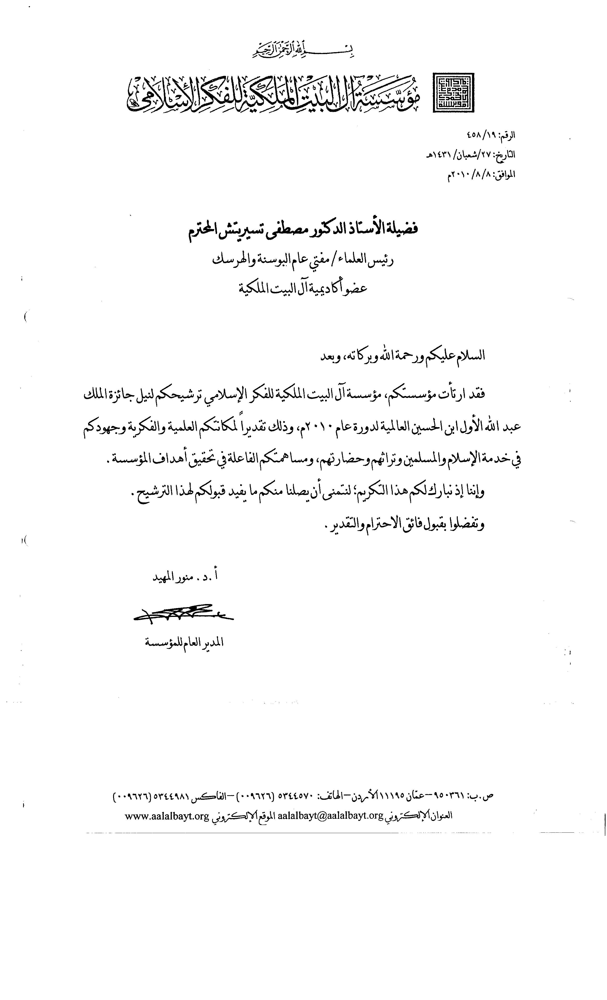 بسم الله الرحمن الرحيم
مؤسسة آل البيت الملكية للفكر الإسلامي
الرقم: ٤٥٨/١٩
التاريخ: ٢٧/شعبان/١٤٣١هـ
الموافق: ٢٠١٠/٨/٨م
فضيلة الأستاذ الدكتور مصطفى تسيريتش المحترم
رئيس العلماء/ مفتي عام البوسنة والهرسك
عضو أكاديمية آل البيت الملكية
السلام عليكم ورحمة الله وبركاته، وبعد
فقد ارتأت مؤسستكم، مؤسسة آل البيت الملكية للفكر الإسلامي ترشيحكم لنيل جائزة الملك
عبد الله الأول ابن الحسين العالمية لدورة عام ٢٠١٠م، وذلك تقديراً لمكانتكم العلمية والفكرية وجهودكم
في خدمة الإسلام والمسلمين وتراثهم وحضارتهم، ومساهمتكم الفاعلة في تحقيق أهداف المؤسسة.
وإننا إذ نبارك لكم هذا التكريم؛ لنتمنى أن يصلنا منكم ما يفيد قبولكم لهذا الترشيح.
وتفضلوا بقبول فائق الاحترام والتقدير.
أ.د. منور المهيد
المدير العام للمؤسسة
ص.ب: ٩٥٠٣٦١ – عمّان ١١١٩٥ الأردن – الهاتف: ٥٣٤٤٥٧٠ (٠٠٩٦٢٦) – الفاكس ٥٣٤٤٩٨١ (٠٠٩٦٢٦)
العنوان الإلكتروني aalalbayt@aalalbayt.org الموقع الإلكتروني www.aalalbayt.org